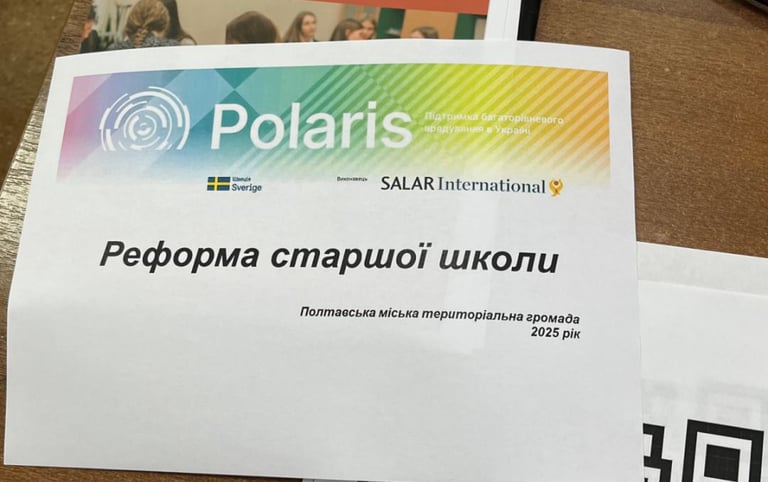 Polaris
Підтримка багаторівневого
врядування в Україні
Швеція
Sverige
Виконавець
SALAR International
Реформа старшої школи
Полтавська міська територіальна громада
2025 рік